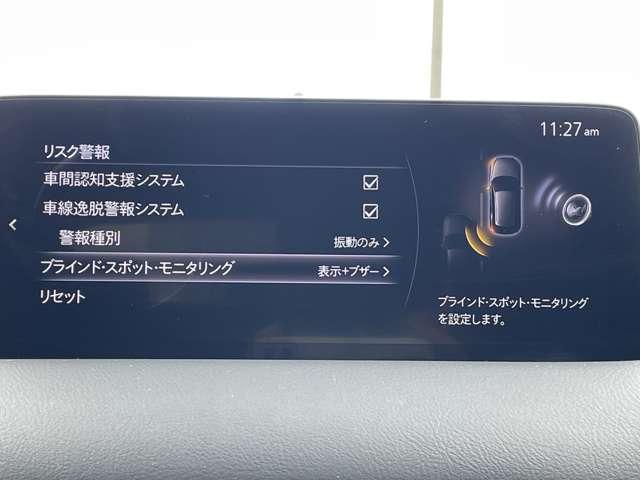 11:27am
リスク警報
車間認知支援システム
車線逸脱警報システム
警報種別 振動のみ
ブラインド・スポット・モニタリング 表示+ブザー
リセット
ブラインド・スポット・モニタリング
を設定します。